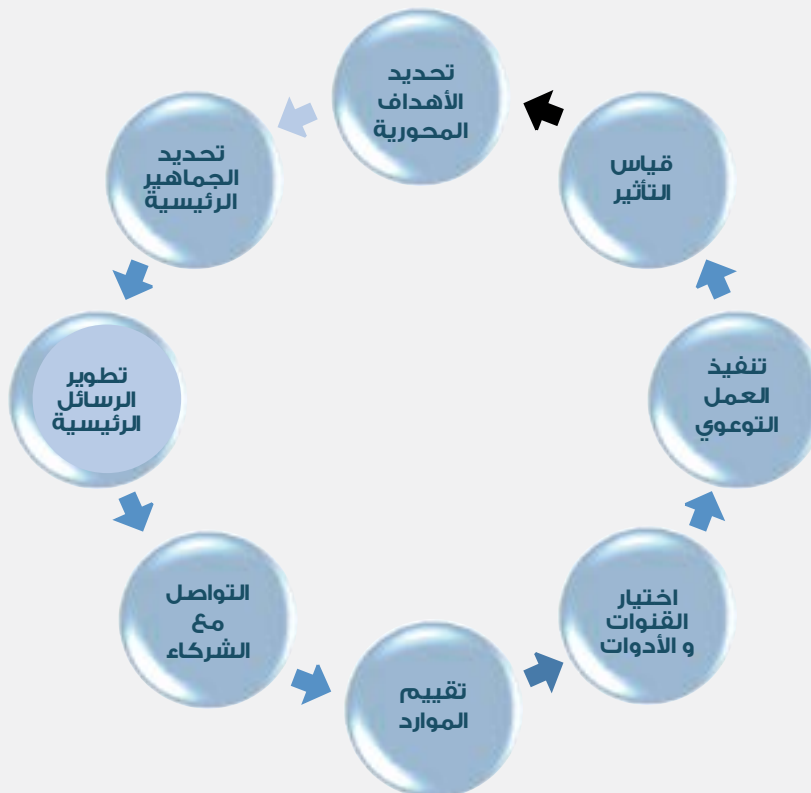 تحديد
الأهداف
المحورية
تحديد
الجماهير
الرئيسية
تطوير
الرسائل
الرئيسية
التواصل
مع
الشركاء
تقييم
الموارد
اختيار
القنوات
و الأدوات
تنفيذ
العمل
التوعوي
قياس
التأثير